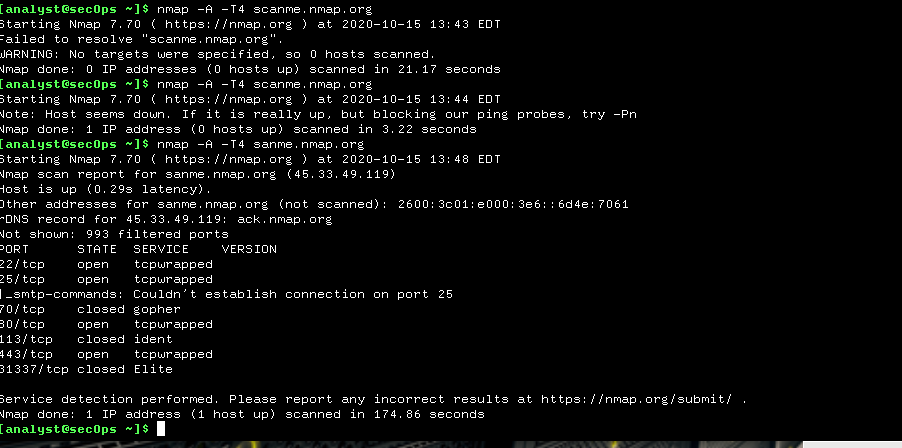 [analyst@secOps ~]$ nmap -A -T4 scanme.nmap.org
Starting Nmap 7.70 ( https://nmap.org ) at 2020-10-15 13:43 EDT
Failed to resolve "scanme.nmap.org".
WARNING: No targets were specified, so 0 hosts scanned.
Nmap done: 0 IP addresses (0 hosts up) scanned in 21.17 seconds
[analyst@secOps ~]$ nmap -A -T4 scanme.nmap.org
Starting Nmap 7.70 ( https://nmap.org ) at 2020-10-15 13:44 EDT
Note: Host seems down. If it is really up, but blocking our ping probes, try -Pn
Nmap done: 1 IP address (0 hosts up) scanned in 3.22 seconds
[analyst@secOps ~]$ nmap -A -T4 sanme.nmap.org
Starting Nmap 7.70 ( https://nmap.org ) at 2020-10-15 13:48 EDT
Nmap scan report for sanme.nmap.org (45.33.49.119)
Host is up (0.29s latency).
Other addresses for sanme.nmap.org (not scanned): 2600:3c01:e000:3e6::6d4e:7061
rDNS record for 45.33.49.119: ack.nmap.org
Not shown: 993 filtered ports
PORT      STATE  SERVICE    VERSION
22/tcp    open   tcpwrapped
25/tcp    open   tcpwrapped
|_smtp-commands: Couldn't establish connection on port 25
70/tcp    closed gopher
80/tcp    open   tcpwrapped
113/tcp   closed ident
443/tcp   open   tcpwrapped
31337/tcp closed Elite
Service detection performed. Please report any incorrect results at https://nmap.org/submit/ .
Nmap done: 1 IP address (1 host up) scanned in 174.86 seconds
[analyst@secOps ~]$